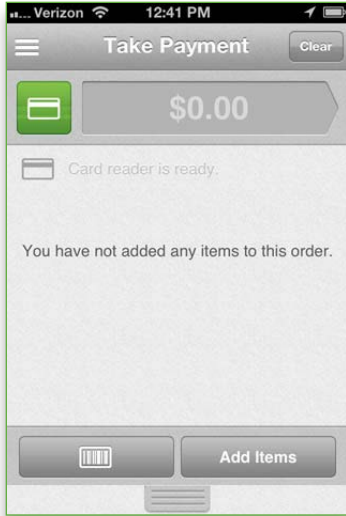 ... Verizon 12:41 PM
Take Payment Clear
$0.00
Card reader is ready.
You have not added any items to this order.
Add Items